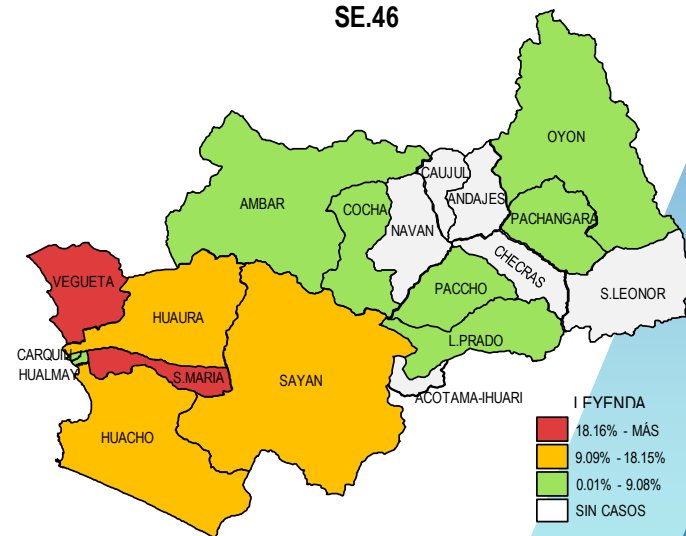 SE.46
OYON
CAUJUL
AMBAR
COCHA
ANDAJES
PACHANGARA
NAVAN
CHECRAS
VEGUETA
PACCHO
S.LEONOR
HUAURA
L.PRADO
CARQUIN
HUALMAY
S.MARIA
SAYAN
ACOTAMA-IHUARI
HUACHO
LEYENDA
18.16% - MÁS
9.09% - 18.15%
0.01% - 9.08%
SIN CASOS